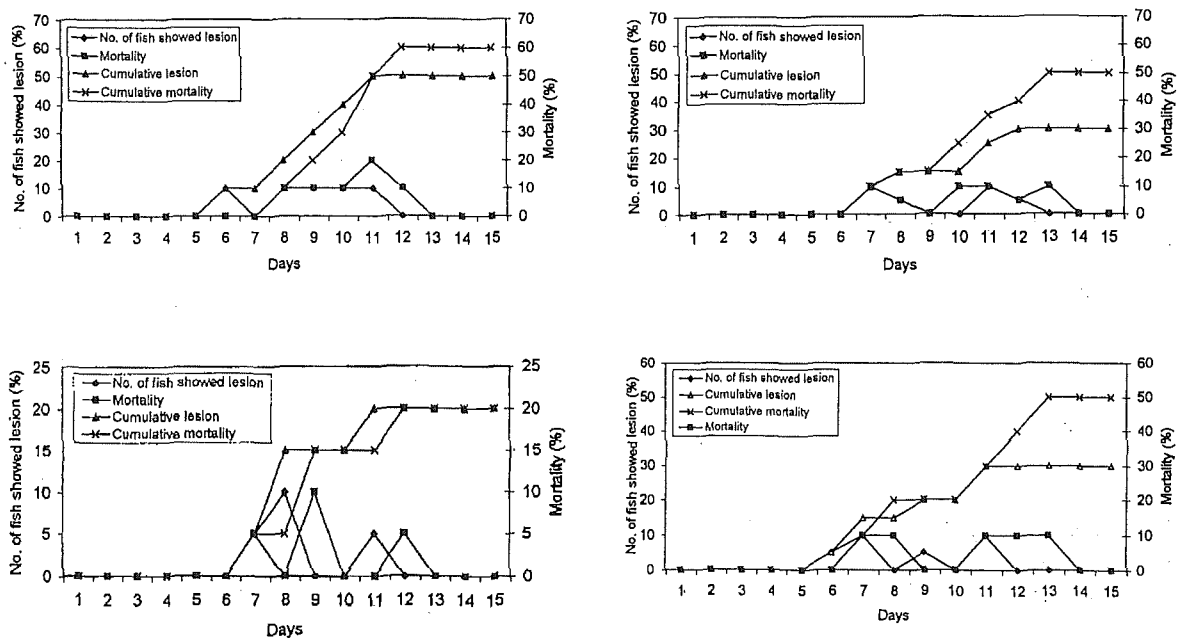 No. of fish showed lesion (%)
70
60
50
40
30
20
10
0
No. of fish showed lesion
Mortality
Cumulative lesion
Cumulative mortality
70
60
50
40
30
20
10
0
Mortality (%)
1 2 3 4 5 6 7 8 9 10 11 12 13 14 15
Days
No. of fish showed lesion (%)
70
60
50
40
30
20
10
0
No. of fish showed lesion
Mortality
Cumulative lesion
Cumulative mortality
70
60
50
40
30
20
10
0
Mortality (%)
1 2 3 4 5 6 7 8 9 10 11 12 13 14 15
Days
No. of fish showed lesion (%)
25
20
15
10
5
0
No. of fish showed lesion
Mortality
Cumulative lesion
Cumulative mortality
25
20
15
10
5
0
Mortality (%)
1 2 3 4 5 6 7 8 9 10 11 12 13 14 15
Days
No. of fish showed lesion (%)
60
50
40
30
20
10
0
No. of fish showed lesion
Cumulative lesion
Cumulative mortality
Mortality
60
50
40
30
20
10
0
Mortality (%)
1 2 3 4 5 6 7 8 9 10 11 12 13 14 15
Days